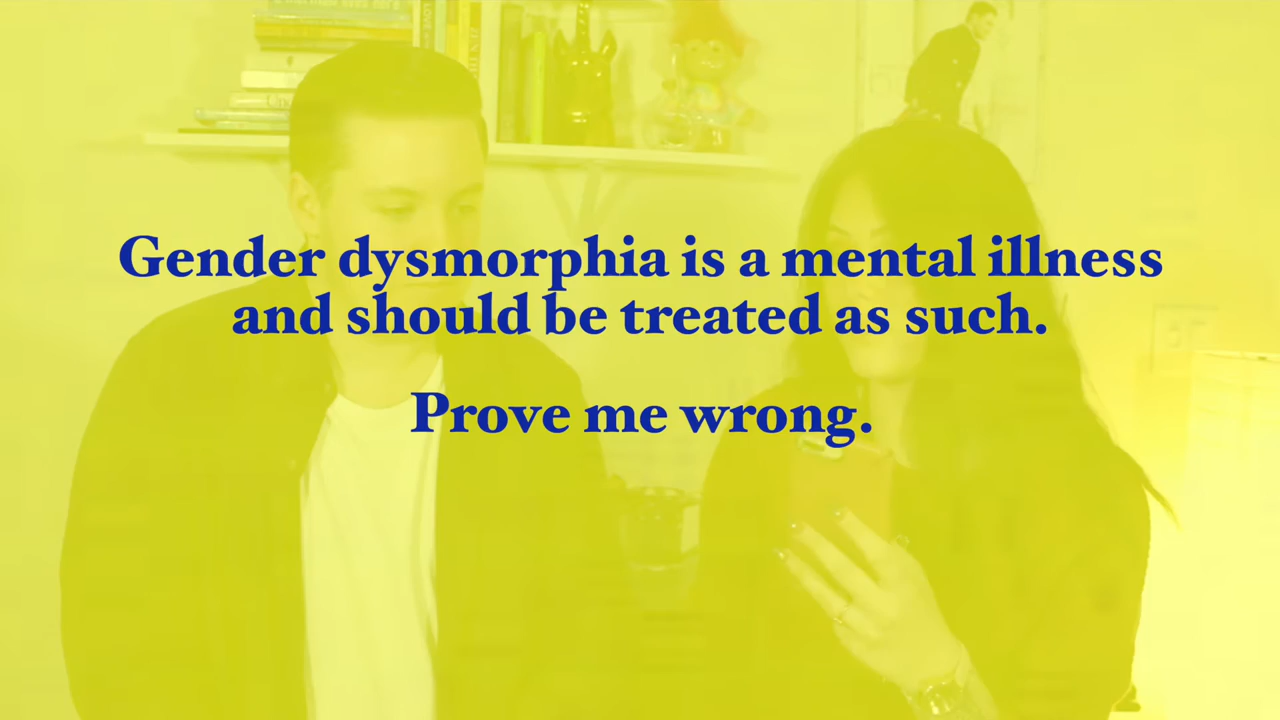 Gender dysmorphia is a mental illness
and should be treated as such.
Prove me wrong.